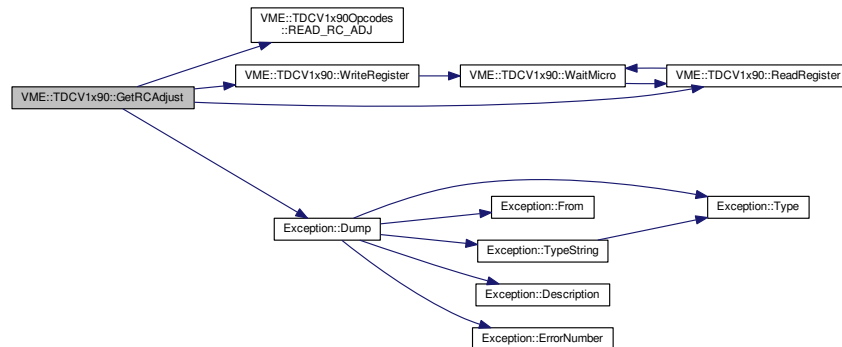 VME::TDCV1x90Opcodes
::READ_RC_ADJ
VME::TDCV1x90::WriteRegister
VME::TDCV1x90::WaitMicro
VME::TDCV1x90::ReadRegister
VME::TDCV1x90::GetRCAdjust
Exception::From
Exception::Type
Exception::Dump
Exception::TypeString
Exception::Description
Exception::ErrorNumber